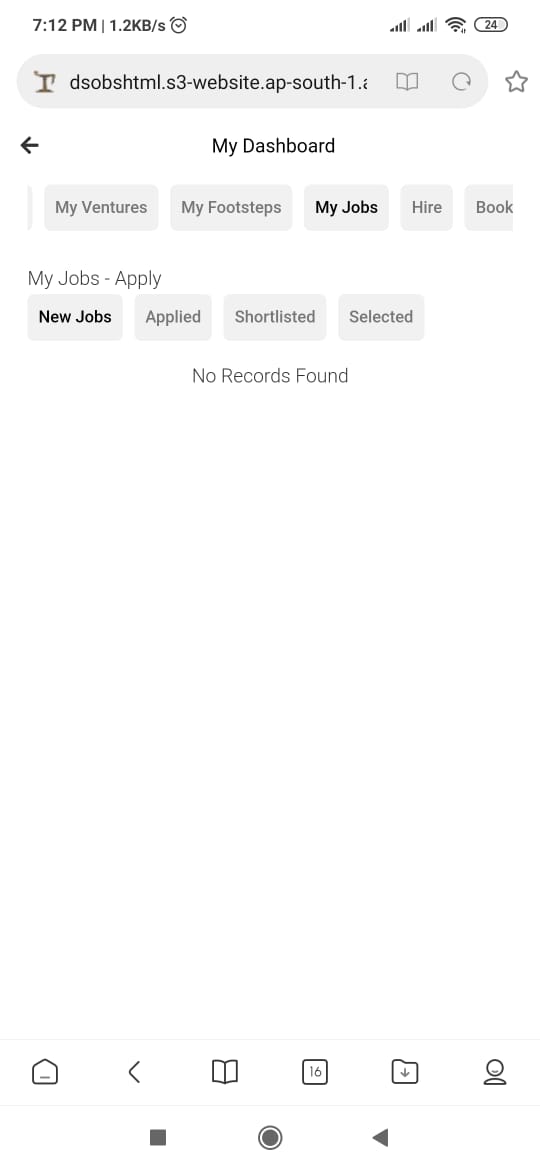 7:12 PM | 1.2KB/s
24
dsobshtml.s3-website.ap-south-1.a
My Dashboard
My Ventures My Footsteps My Jobs Hire Book
My Jobs - Apply
New Jobs Applied Shortlisted Selected
No Records Found
16